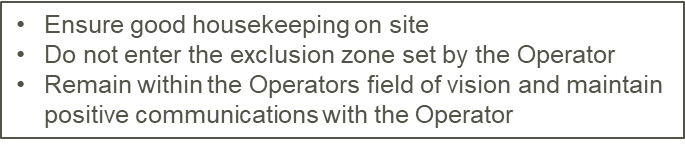 • Ensure good housekeeping on site
• Do not enter the exclusion zone set by the Operator
• Remain within the Operators field of vision and maintain
positive communications with the Operator